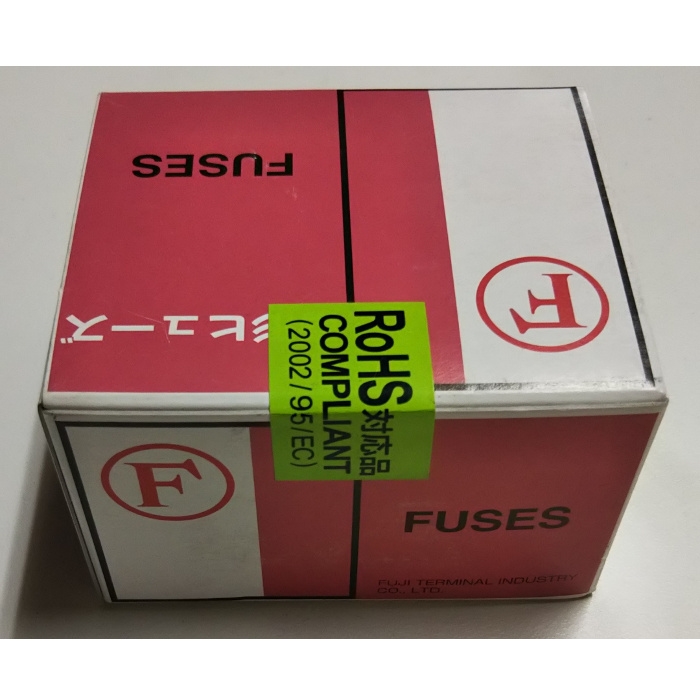 FUSES
ヒューズ
F
RoHS対応品
COMPLIANT
(2002/95/EC)
F
FUSES
FUJI TERMINAL INDUSTRY
CO., LTD.